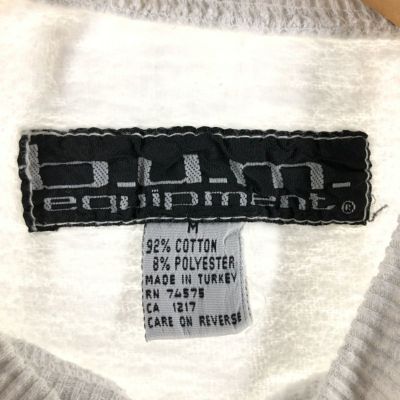 b.u.m.
equipment®
M
92% COTTON
8% POLYESTER
MADE IN TURKEY
RN 74575
CA 1217
CARE ON REVERSE